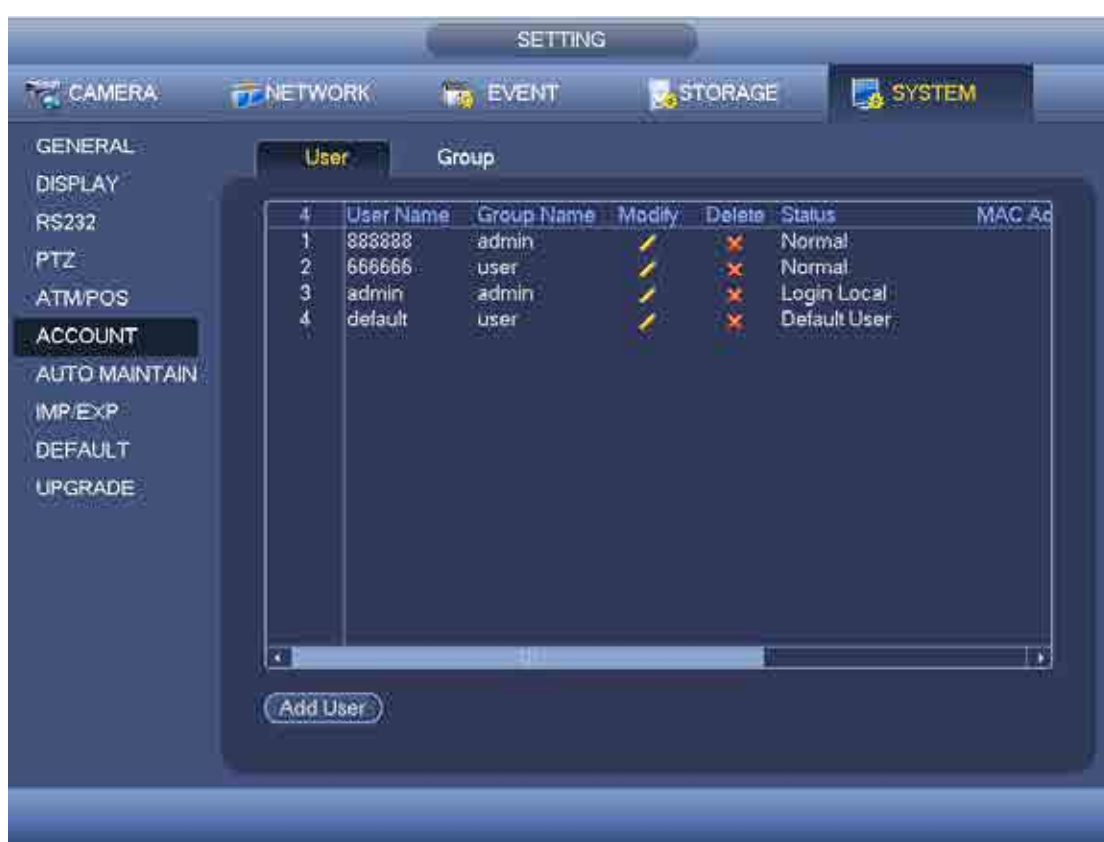 SETTING
CAMERA NETWORK EVENT STORAGE SYSTEM
GENERAL
DISPLAY
RS232
PTZ
ATM/POS
ACCOUNT
AUTO MAINTAIN
IMP/EXP
DEFAULT
UPGRADE
User Group
4 User Name Group Name Modify Delete Status MAC Ad
1 888888 admin Normal
2 666666 user Normal
3 admin admin Login Local
4 default user Default User
Add User